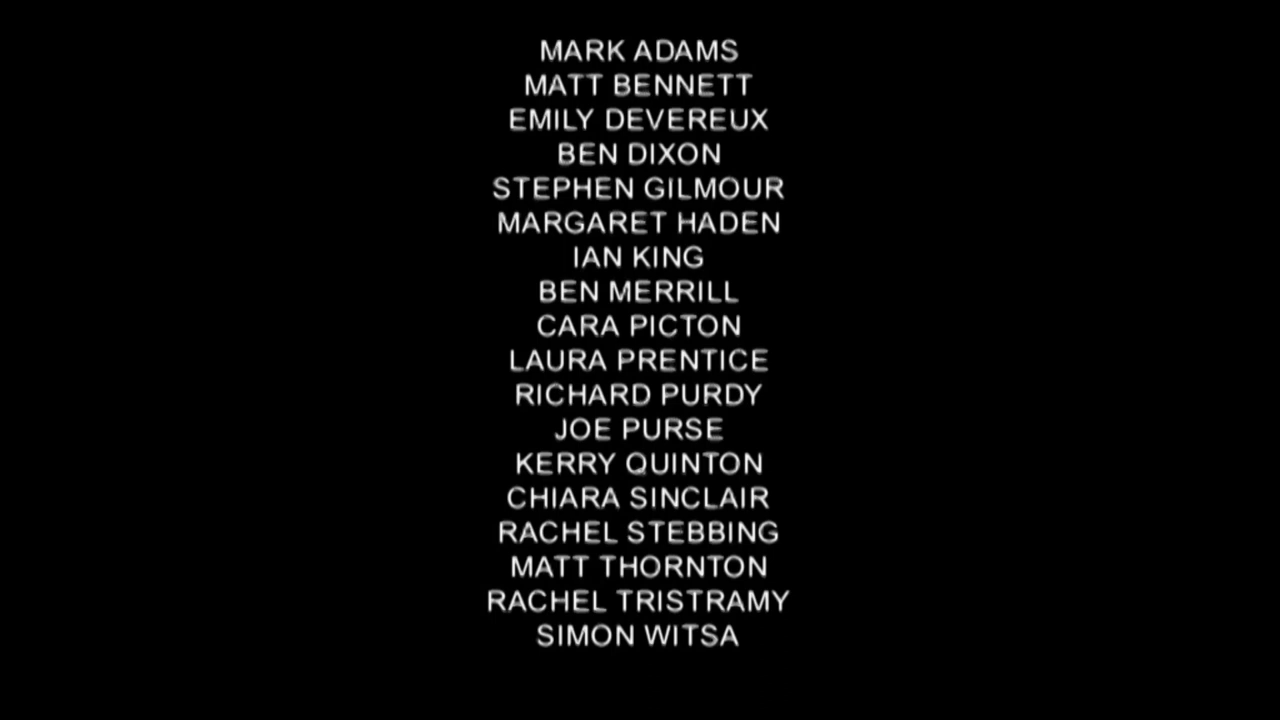 MARK ADAMS
MATT BENNETT
EMILY DEVEREUX
BEN DIXON
STEPHEN GILMOUR
MARGARET HADEN
IAN KING
BEN MERRILL
CARA PICTON
LAURA PRENTICE
RICHARD PURDY
JOE PURSE
KERRY QUINTON
CHIARA SINCLAIR
RACHEL STEBBING
MATT THORNTON
RACHEL TRISTRAMY
SIMON WITSA